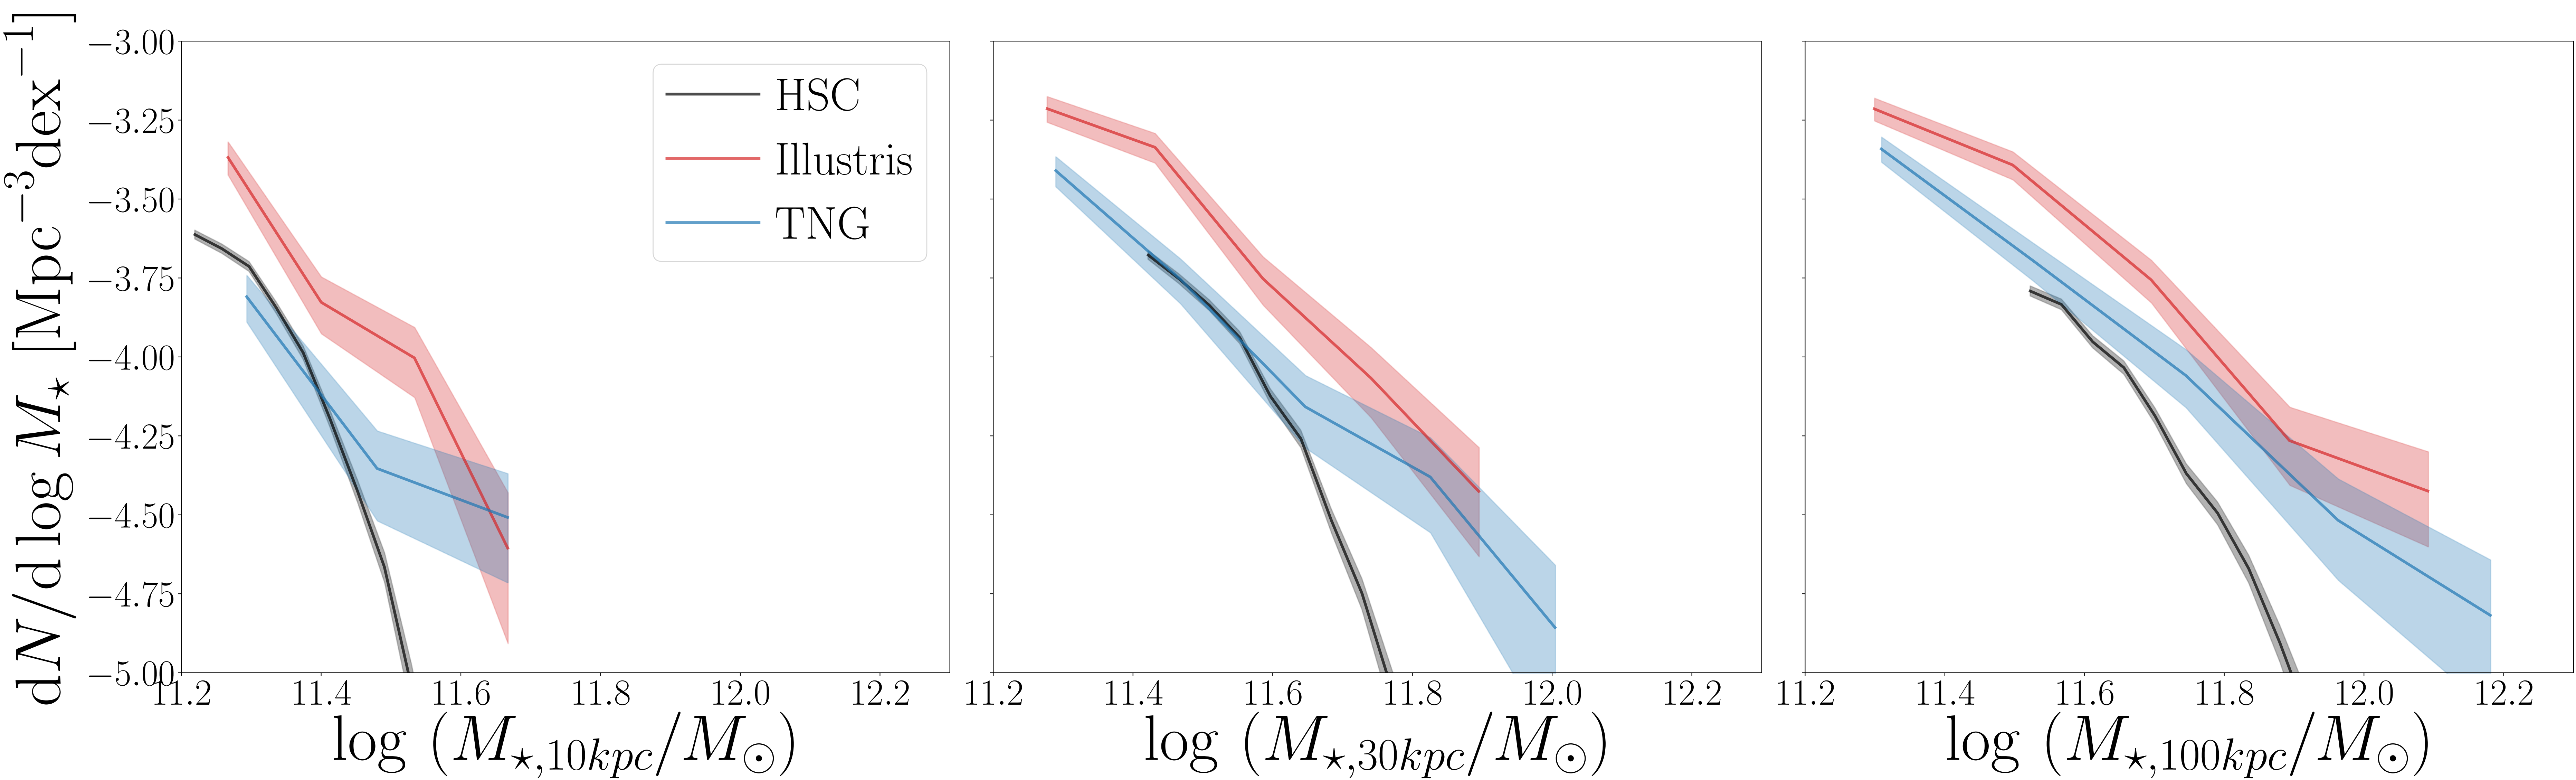 dN/d log M⋆ [Mpc⁻³dex⁻¹]
−3.00
−3.25
−3.50
−3.75
−4.00
−4.25
−4.50
−4.75
−5.00
HSC
Illustris
TNG
11.2 11.4 11.6 11.8 12.0 12.2
log (M⋆,10kpc/M⊙)
11.2 11.4 11.6 11.8 12.0 12.2
log (M⋆,30kpc/M⊙)
11.2 11.4 11.6 11.8 12.0 12.2
log (M⋆,100kpc/M⊙)